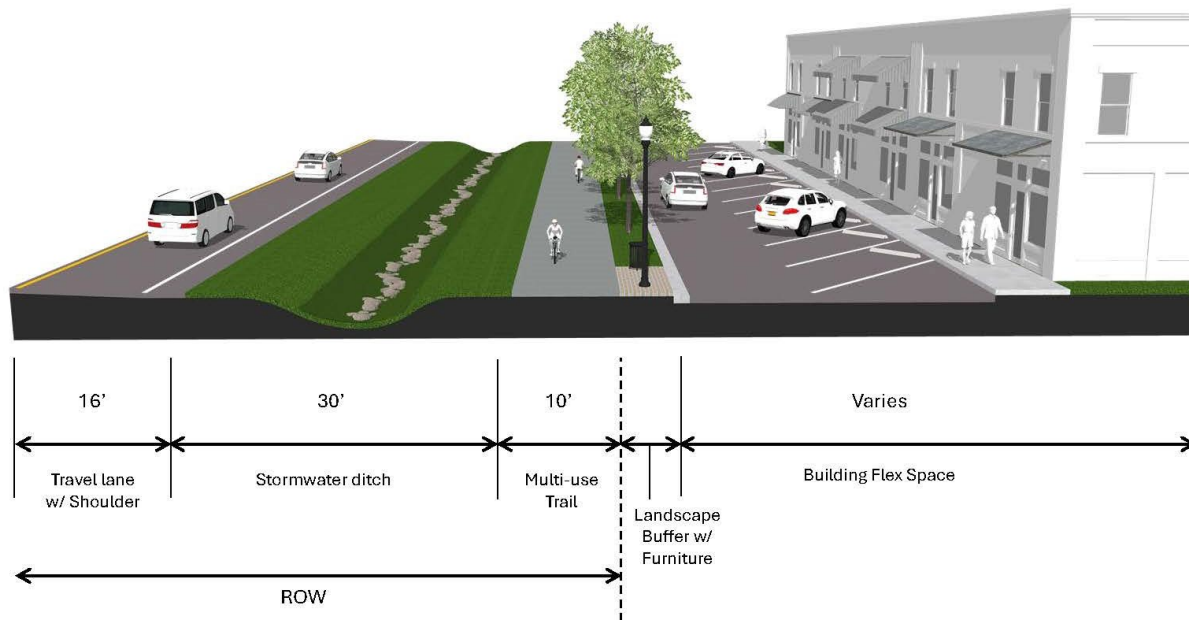 16’
30’
10’
Varies
Travel lane
w/ Shoulder
Stormwater ditch
Multi-use
Trail
Building Flex Space
Landscape
Buffer w/
Furniture
ROW